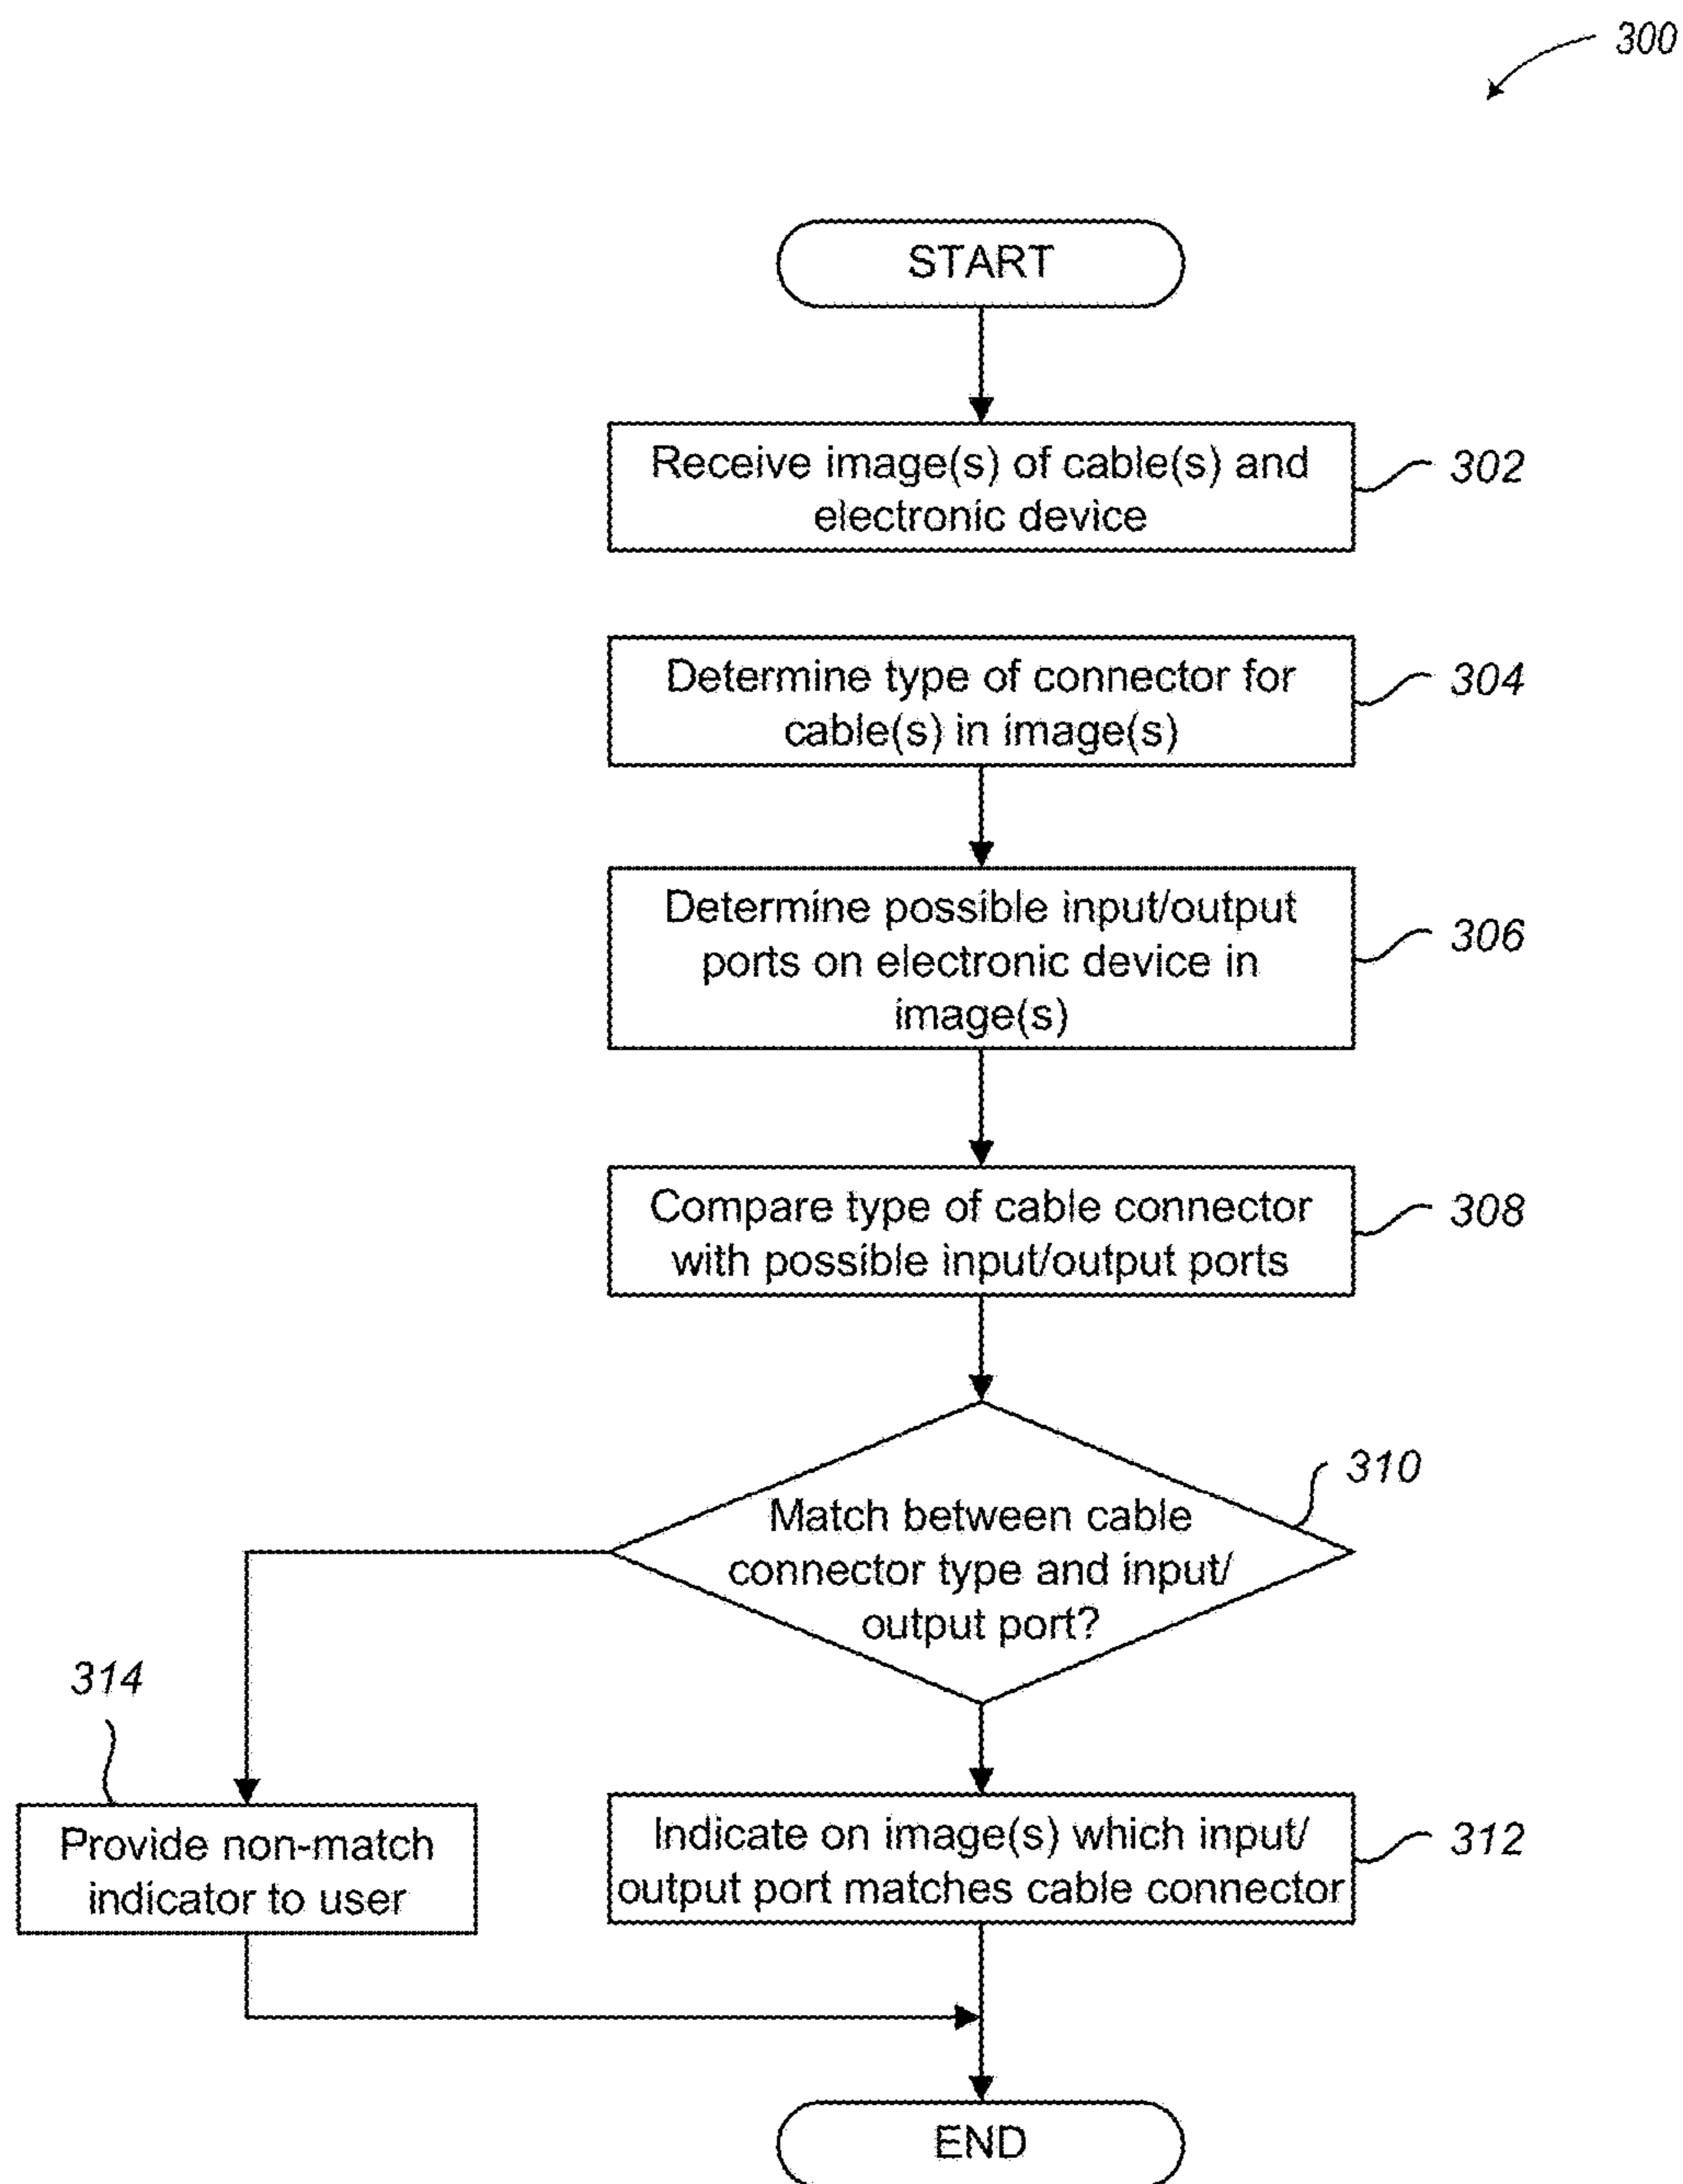 300
START
Receive image(s) of cable(s) and
electronic device
302
Determine type of connector for
cable(s) in image(s)
304
Determine possible input/output
ports on electronic device in
image(s)
306
Compare type of cable connector
with possible input/output ports
308
Match between cable
connector type and input/
output port?
310
314
Provide non-match
indicator to user
Indicate on image(s) which input/
output port matches cable connector
312
END